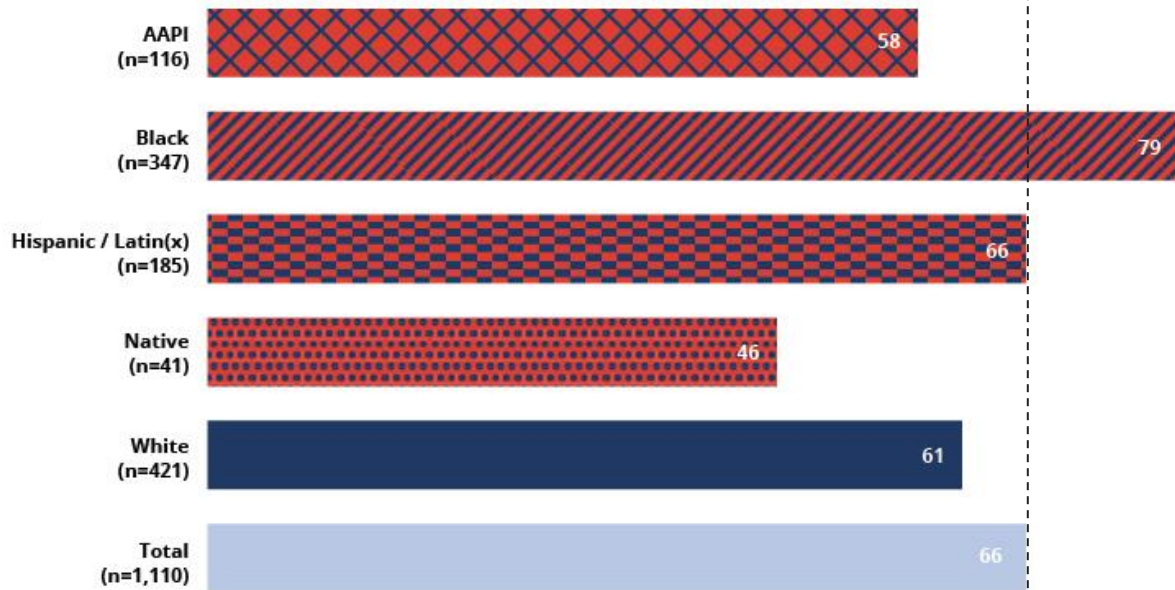 AAPI
(n=116)
58
Black
(n=347)
79
Hispanic / Latin(x)
(n=185)
66
Native
(n=41)
46
White
(n=421)
61
Total
(n=1,110)
66